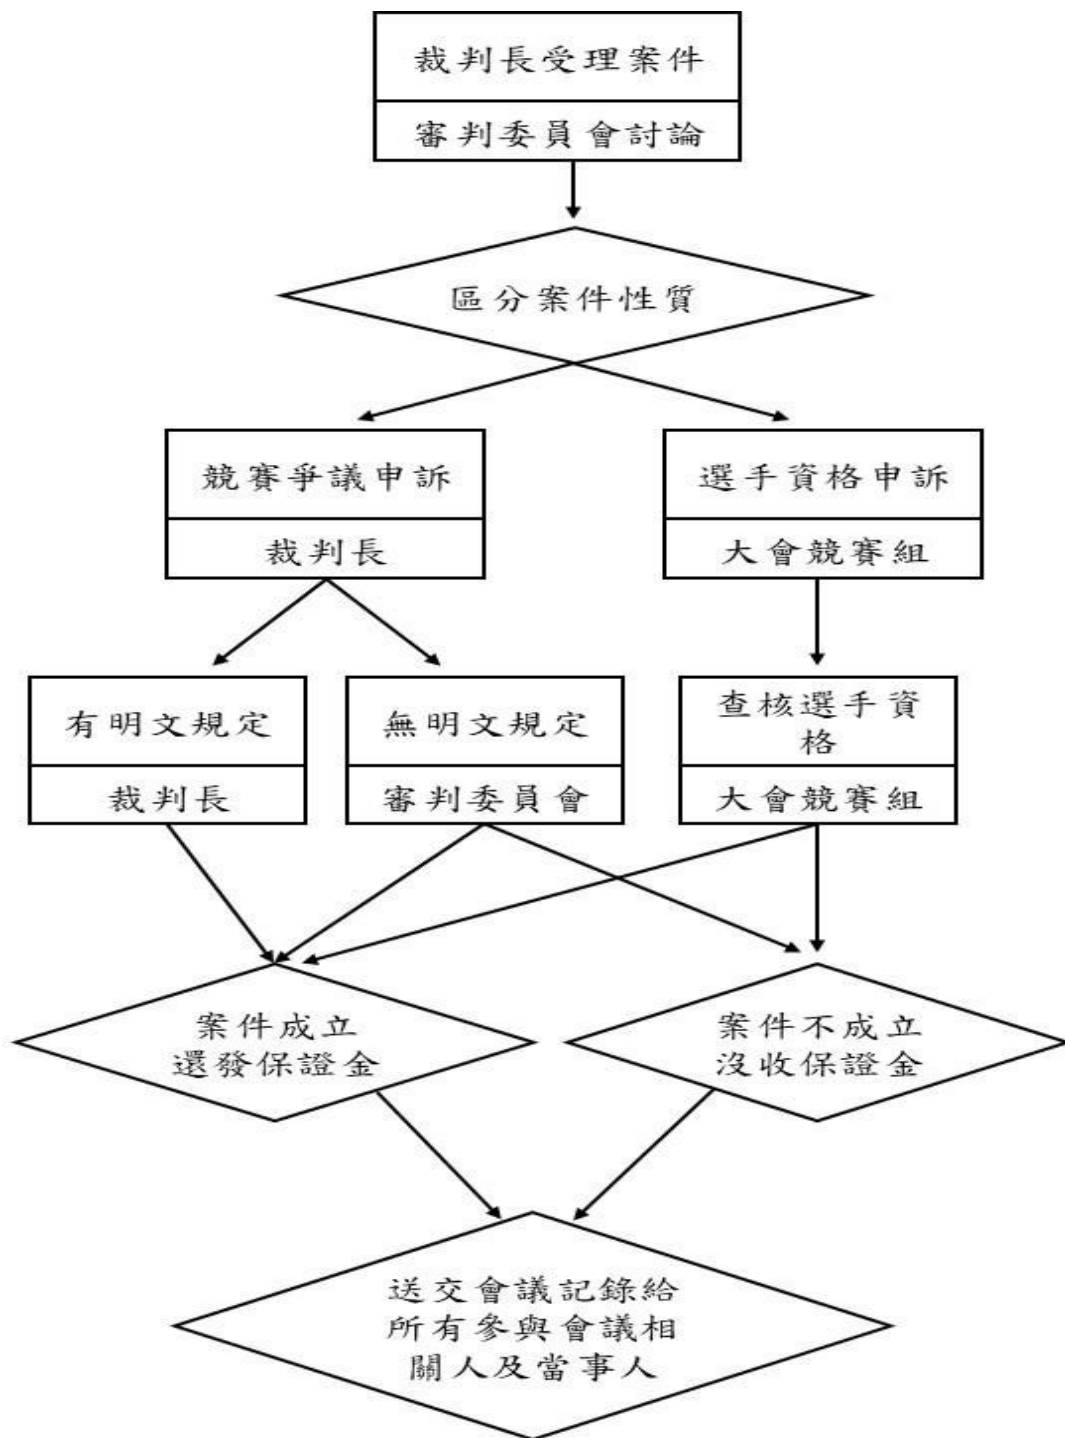 裁判長受理案件
審判委員會討論
區分案件性質
競賽爭議申訴
裁判長
選手資格申訴
大會競賽組
有明文規定
裁判長
無明文規定
審判委員會
查核選手資
格
大會競賽組
案件成立
還發保證金
案件不成立
沒收保證金
送交會議記錄給
所有參與會議相
關人及當事人